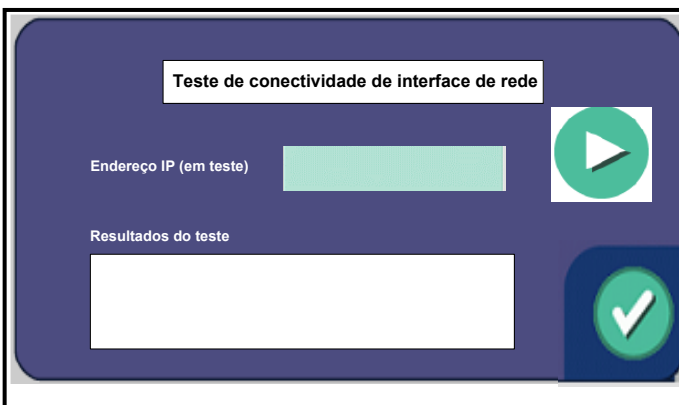 Teste de conectividade de interface de rede
Endereço IP (em teste)
Resultados do teste